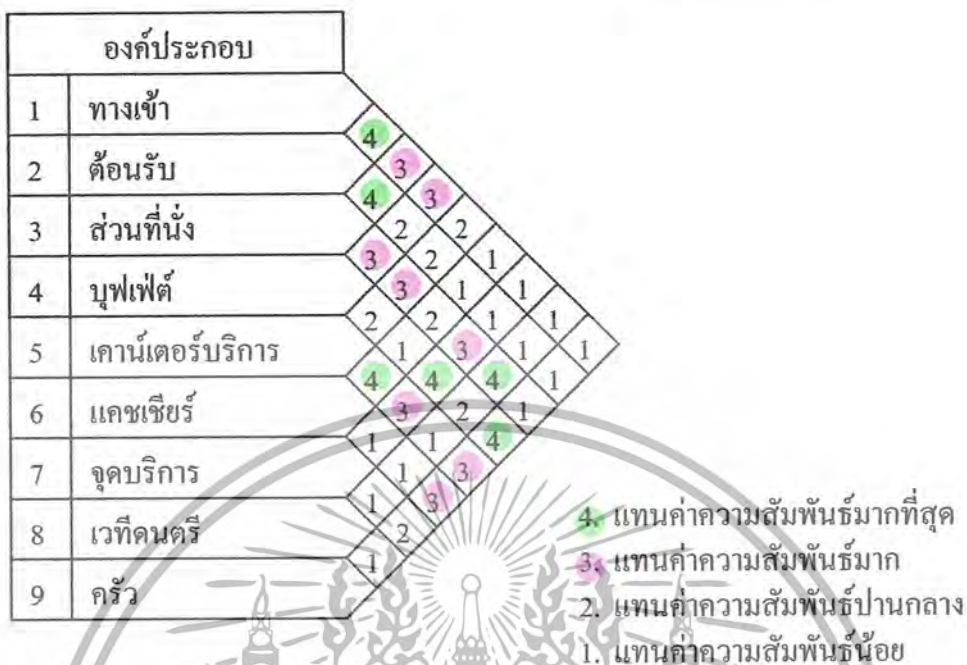 องค์ประกอบ
1 ทางเข้า
4
2 ต้อนรับ 3
4 3
3 ส่วนที่นั่ง 2 2
3 2 1
4 บุฟเฟ่ต์ 3 1 1
2 2 1 1
5 เคาน์เตอร์บริการ 1 3 1 1
4 4 4 1
6 แคชเชียร์ 3 2 1
1 1 4
7 จุดบริการ 1 3
1 3
8 เวทีดนตรี 2
1
9 ครัว
4. แทนค่าความสัมพันธ์มากที่สุด
3. แทนค่าความสัมพันธ์มาก
2. แทนค่าความสัมพันธ์ปานกลาง
1. แทนค่าความสัมพันธ์น้อย